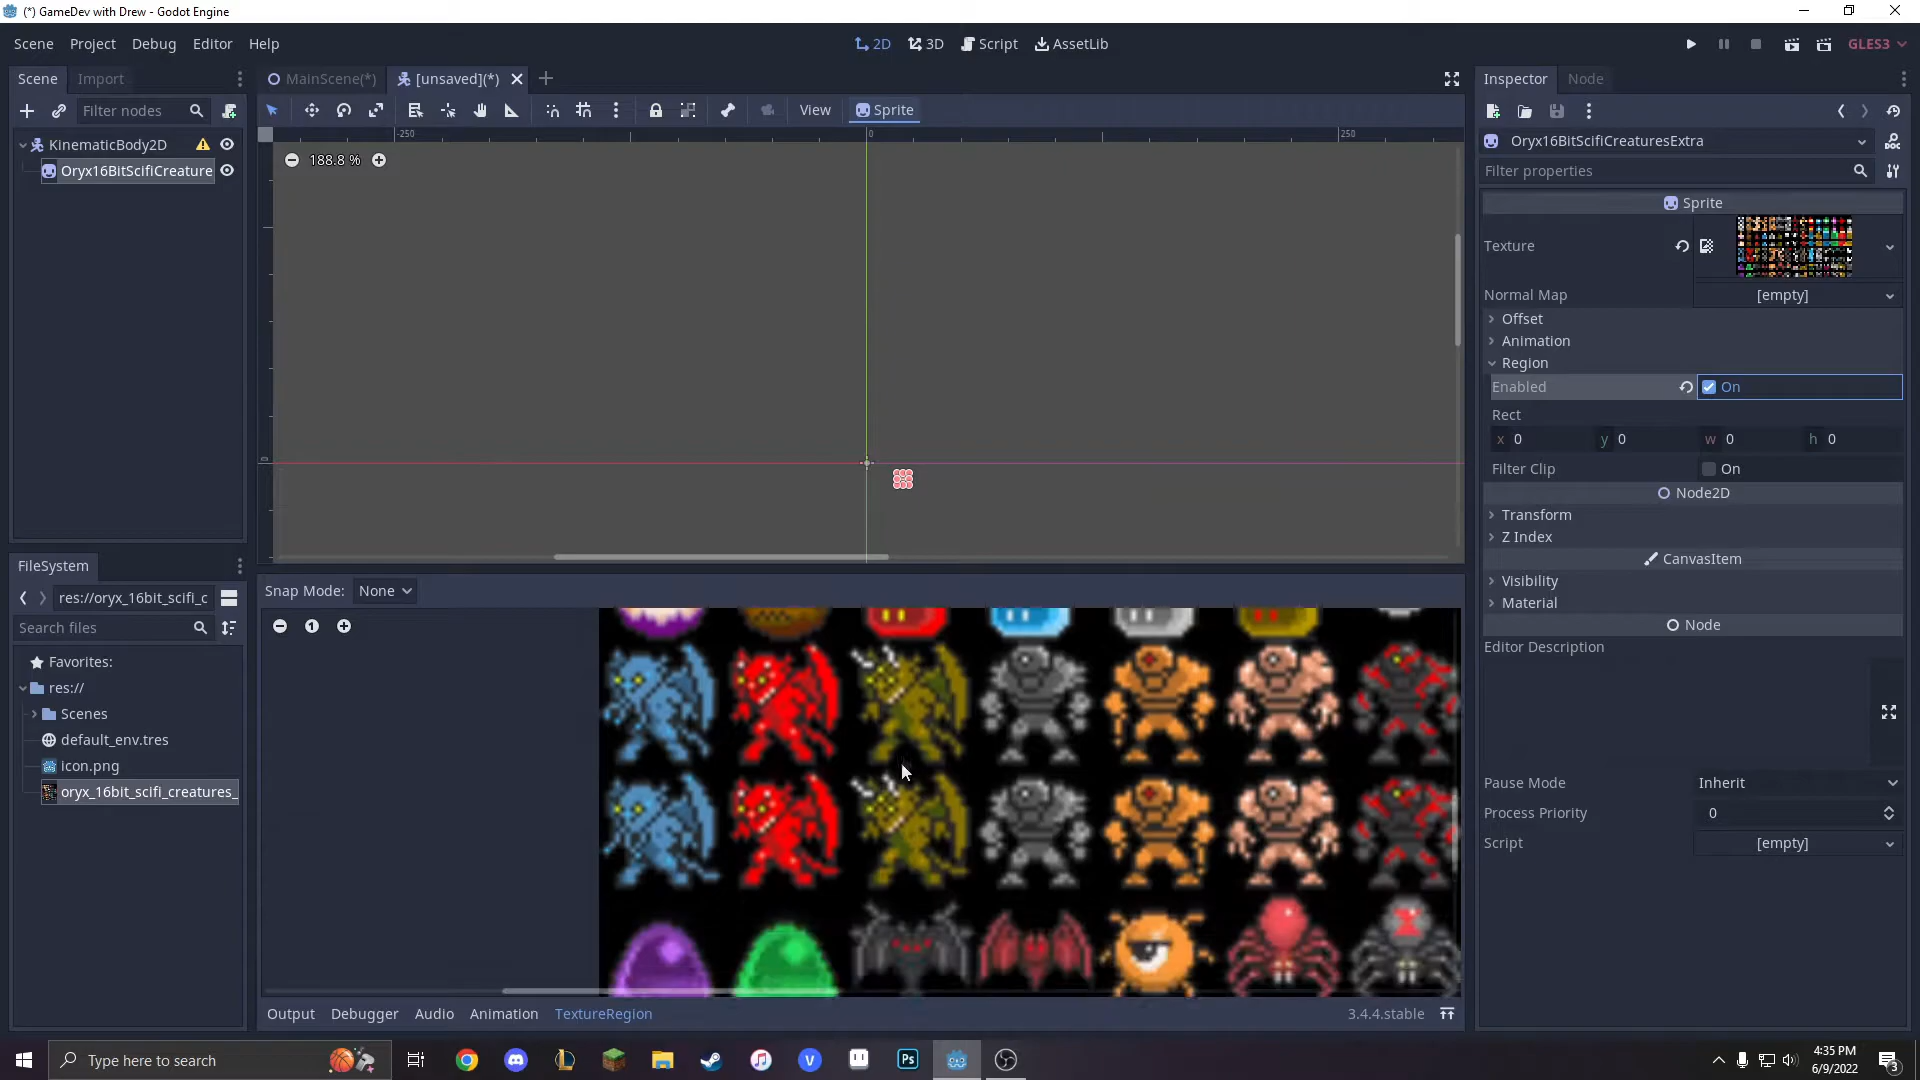 (*) GameDev with Drew - Godot Engine
Scene Project Debug Editor Help
2D 3D Script AssetLib
GLES3
Scene Import
MainScene(*) [unsaved](*)
Inspector Node
Filter nodes
View Sprite
KinematicBody2D
Oryx16BitScifiCreature
-250 0 250
188.8 %
0
Oryx16BitScifiCreaturesExtra
Filter properties
Sprite
Texture
Normal Map [empty]
Offset
Animation
Region
Enabled On
Rect
x 0 y 0 w 0 h 0
Filter Clip On
Node2D
Transform
Z Index
CanvasItem
Visibility
Material
Node
Editor Description
Pause Mode Inherit
Process Priority 0
Script [empty]
FileSystem
res://oryx_16bit_scifi_c
Search files
Favorites:
res://
Scenes
default_env.tres
icon.png
oryx_16bit_scifi_creatures_
Snap Mode: None
1
Output Debugger Audio Animation TextureRegion 3.4.4.stable
Type here to search
Ps
4:35 PM
6/9/2022
3